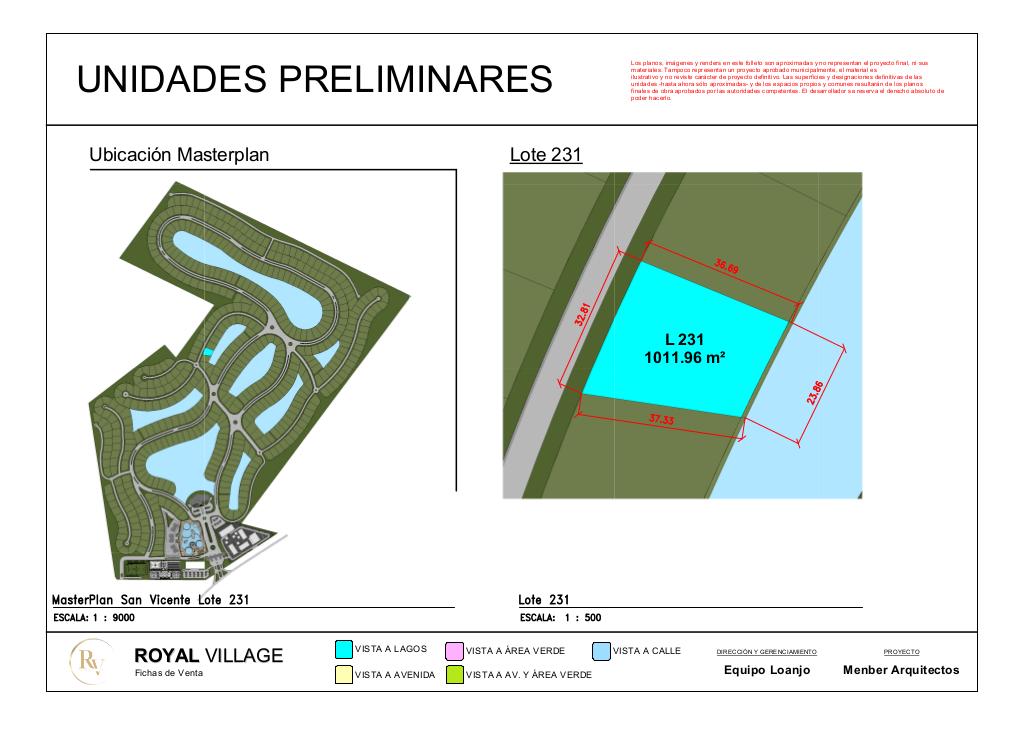 UNIDADES PRELIMINARES
Los planos, imágenes y renders en este folleto son aproximadas y no representan el proyecto final, ni sus
materiales. Tampoco representan un proyecto aprobado municipalmente, el material es
ilustrativo y no reviste carácter de proyecto definitivo. Las superficies y designaciones definitivas de las
unidades -hasta ahora sólo aproximadas- y de los espacios propios y comunes resultarán de los planos
finales de obra aprobados por las autoridades competentes. El desarrollador se reserva el derecho absoluto de
poder hacerlo.
Ubicación Masterplan
Lote 231
36.69
32.81
L 231
1011.96 m²
23.86
37.33
MasterPlan San Vicente Lote 231
ESCALA: 1 : 9000
Lote 231
ESCALA: 1 : 500
RV
ROYAL VILLAGE
Fichas de Venta
VISTA A LAGOS
VISTA A ÁREA VERDE
VISTA A CALLE
VISTA A AVENIDA
VISTA A AV. Y ÁREA VERDE
DIRECCIÓN Y GERENCIAMIENTO
Equipo Loanjo
PROYECTO
Menber Arquitectos